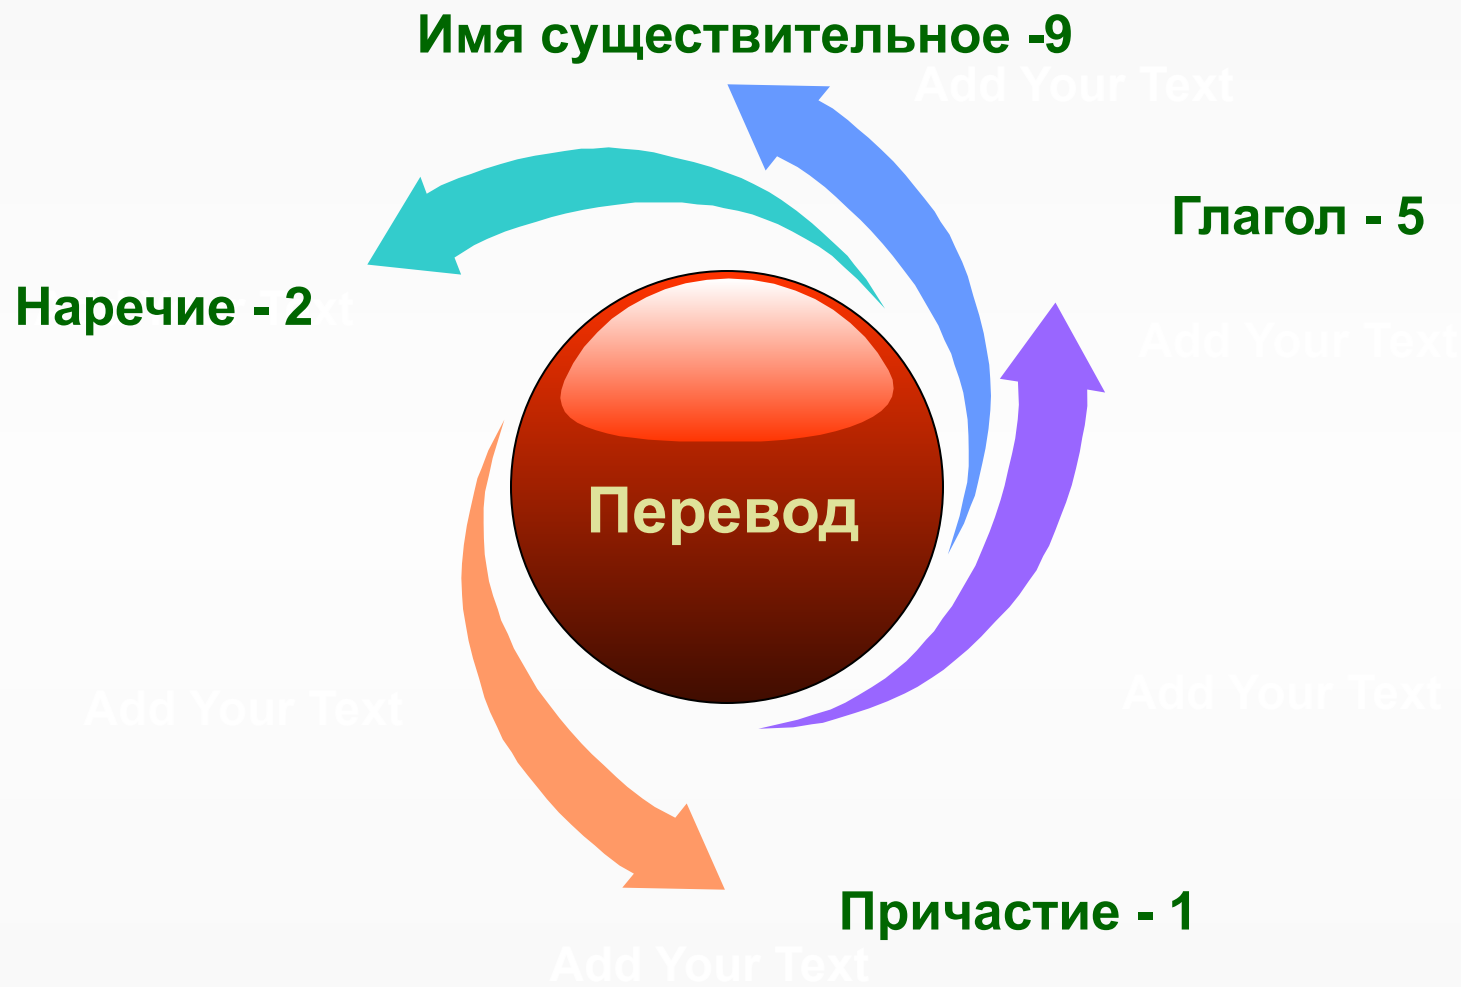 Имя существительное -9
Add Your Text
Глагол - 5
Наречие - 2
xt
Add Your Text
Перевод
Add Your Text
Add Your Text
Причастие - 1
Add Your Text